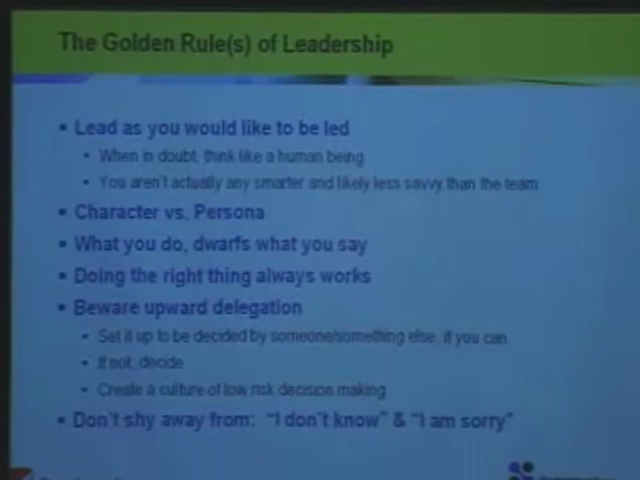 The Golden Rule(s) of Leadership
▪ Lead as you would like to be led
• When in doubt, think like a human being
• You aren't actually any smarter and likely less savvy than the team
▪ Character vs. Persona
▪ What you do, dwarfs what you say
▪ Doing the right thing always works
▪ Beware upward delegation
• Set it up to be decided by someone/something else, if you can
• If not, decide
• Create a culture of low risk decision making
▪ Don't shy away from: "I don't know" & "I am sorry"